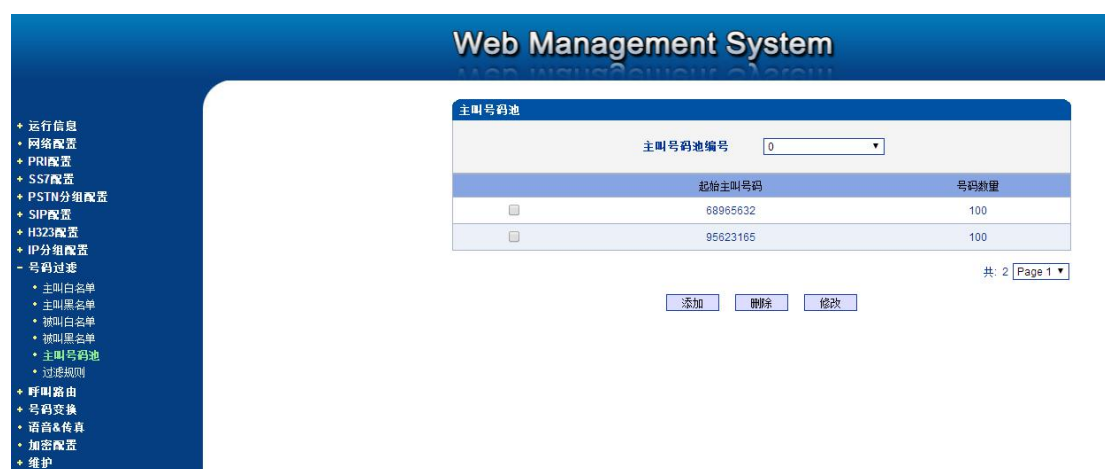 Web Management System
+ 运行信息
• 网络配置
+ PRI配置
+ SS7配置
+ PSTN分组配置
+ SIP配置
+ H323配置
+ IP分组配置
- 号码过滤
• 主叫白名单
• 主叫黑名单
• 被叫白名单
• 被叫黑名单
• 主叫号码池
• 过滤规则
+ 呼叫路由
+ 号码变换
• 语音&传真
• 加密配置
+ 维护
主叫号码池
主叫号码池编号 0
起始主叫号码 号码数量
68965632 100
95623165 100
共: 2 Page 1
添加 删除 修改